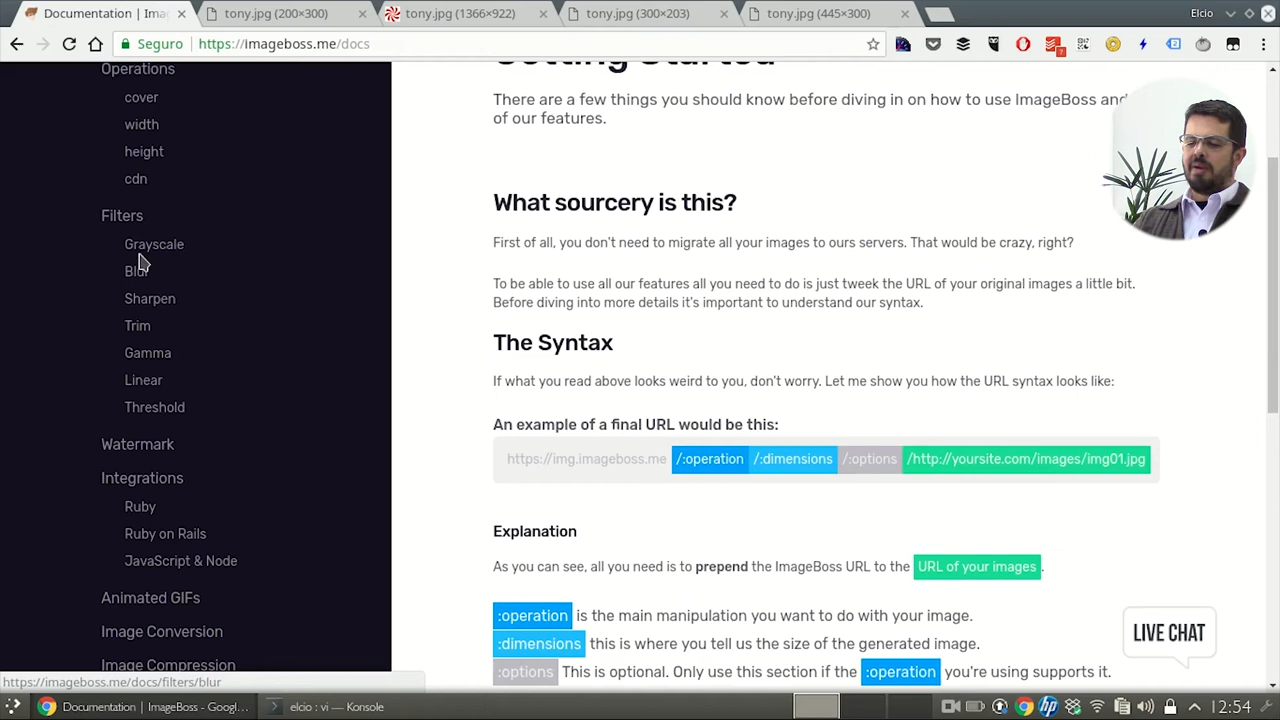 Documentation | Imag
tony.jpg (200×300)
tony.jpg (1366×922)
tony.jpg (300×203)
tony.jpg (445×300)
Elcio
Seguro
https://imageboss.me/docs
Operations
cover
width
height
cdn
Filters
Grayscale
Blur
Sharpen
Trim
Gamma
Linear
Threshold
Watermark
Integrations
Ruby
Ruby on Rails
JavaScript & Node
Animated GIFs
Image Conversion
Image Compression
https://imageboss.me/docs/filters/blur
Getting Started
There are a few things you should know before diving in on how to use ImageBoss and
of our features.
What sourcery is this?
First of all, you don't need to migrate all your images to ours servers. That would be crazy, right?
To be able to use all our features all you need to do is just tweek the URL of your original images a little bit.
Before diving into more details it's important to understand our syntax.
The Syntax
If what you read above looks weird to you, don't worry. Let me show you how the URL syntax looks like:
An example of a final URL would be this:
https://img.imageboss.me /:operation /:dimensions /:options /http://yoursite.com/images/img01.jpg
Explanation
As you can see, all you need is to prepend the ImageBoss URL to the URL of your images .
:operation is the main manipulation you want to do with your image.
:dimensions this is where you tell us the size of the generated image.
:options This is optional. Only use this section if the :operation you're using supports it.
LIVE CHAT
Documentation | ImageBoss - Googl...
elcio : vi — Konsole
12:54